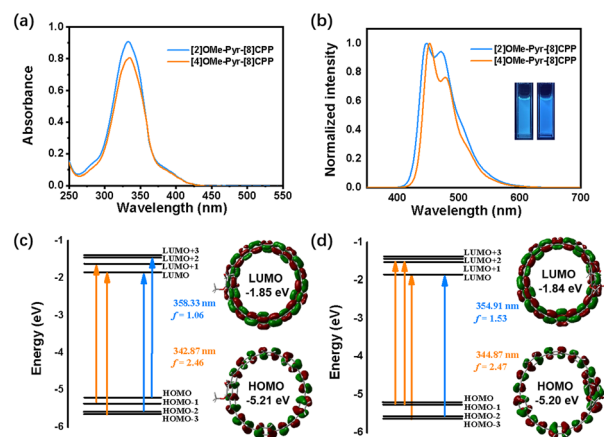 (a)
[2]OMe-Pyr-[8]CPP
[4]OMe-Pyr-[8]CPP
Absorbance
1.0
0.8
0.6
0.4
0.2
0.0
250 300 350 400 450 500 550
Wavelength (nm)
(b)
[2]OMe-Pyr-[8]CPP
[4]OMe-Pyr-[8]CPP
Normalized intensity
1.0
0.8
0.6
0.4
0.2
0.0
400 500 600 700
Wavelength (nm)
(c)
Energy (eV)
-1
-2
-3
-4
-5
-6
LUMO+3
LUMO+2
LUMO+1
LUMO
358.33 nm
f = 1.06
342.87 nm
f = 2.46
HOMO
HOMO-1
HOMO-2
HOMO-3
LUMO
-1.85 eV
HOMO
-5.21 eV
(d)
Energy (eV)
-1
-2
-3
-4
-5
-6
LUMO+3
LUMO+2
LUMO+1
LUMO
354.91 nm
f = 1.53
344.87 nm
f = 2.47
HOMO
HOMO-1
HOMO-2
HOMO-3
LUMO
-1.84 eV
HOMO
-5.20 eV